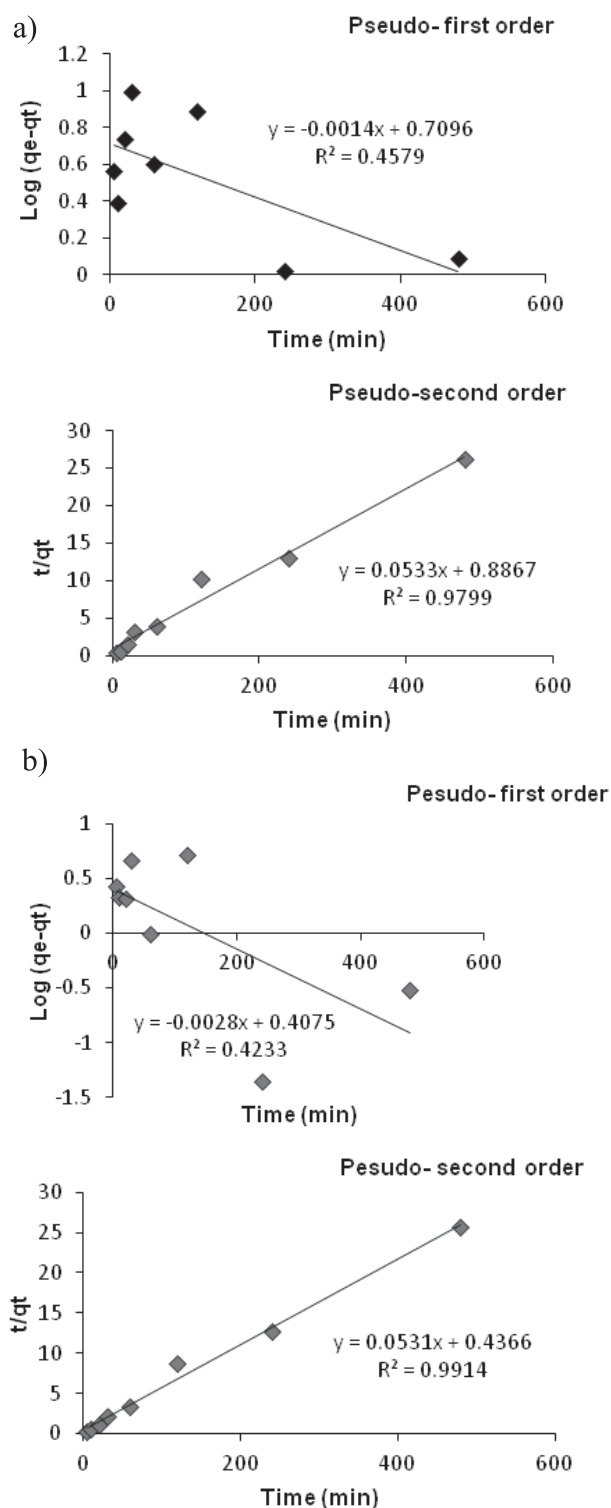 a)
Pseudo- first order
1.2
1
0.8
0.6
0.4
0.2
0
Log (qe-qt)
y = -0.0014x + 0.7096
R² = 0.4579
0 200 400 600
Time (min)
Pseudo-second order
30
25
20
15
10
5
0
t/qt
y = 0.0533x + 0.8867
R² = 0.9799
0 200 400 600
Time (min)
b)
Pesudo- first order
1
0.5
0
-0.5
-1
-1.5
Log (qe-qt)
0 200 400 600
y = -0.0028x + 0.4075
R² = 0.4233
Time (min)
Pesudo- second order
30
25
20
15
10
5
0
t/qt
y = 0.0531x + 0.4366
R² = 0.9914
0 200 400 600
Time (min)